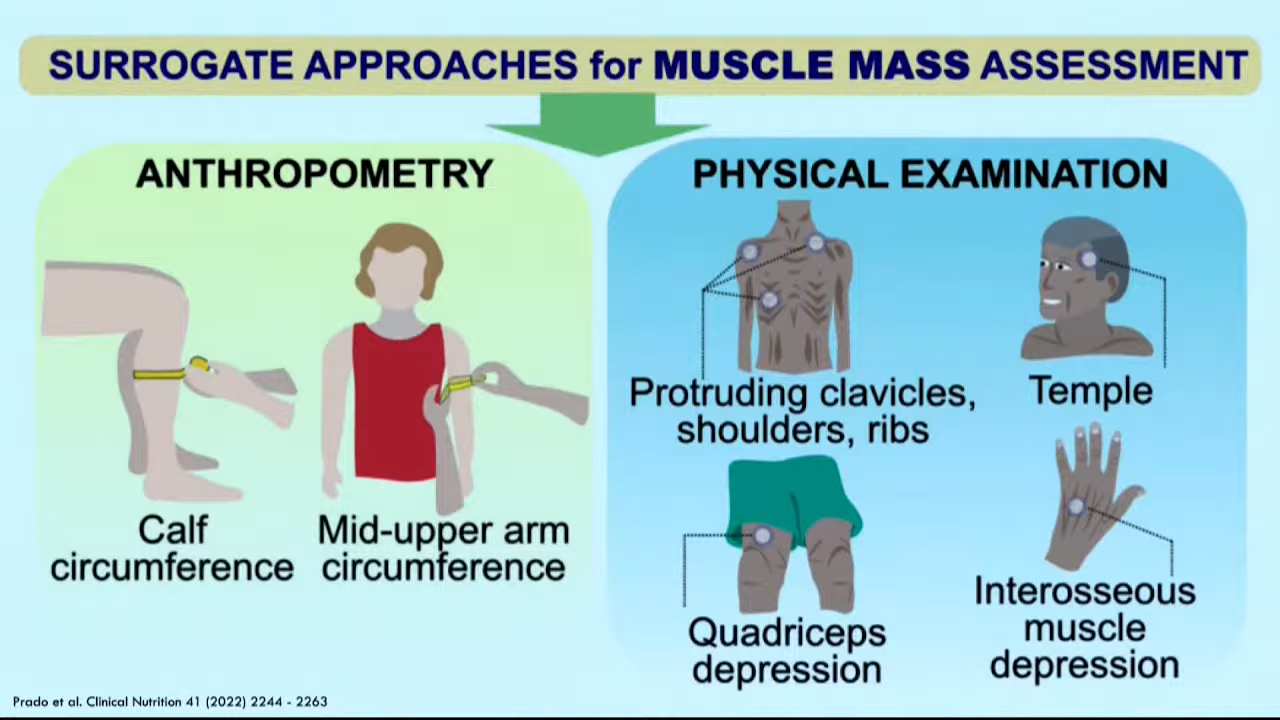 SURROGATE APPROACHES for MUSCLE MASS ASSESSMENT
ANTHROPOMETRY
Calf
circumference
Mid-upper arm
circumference
PHYSICAL EXAMINATION
Protruding clavicles,
shoulders, ribs
Temple
Quadriceps
depression
Interosseous
muscle
depression
Prado et al. Clinical Nutrition 41 (2022) 2244 - 2263